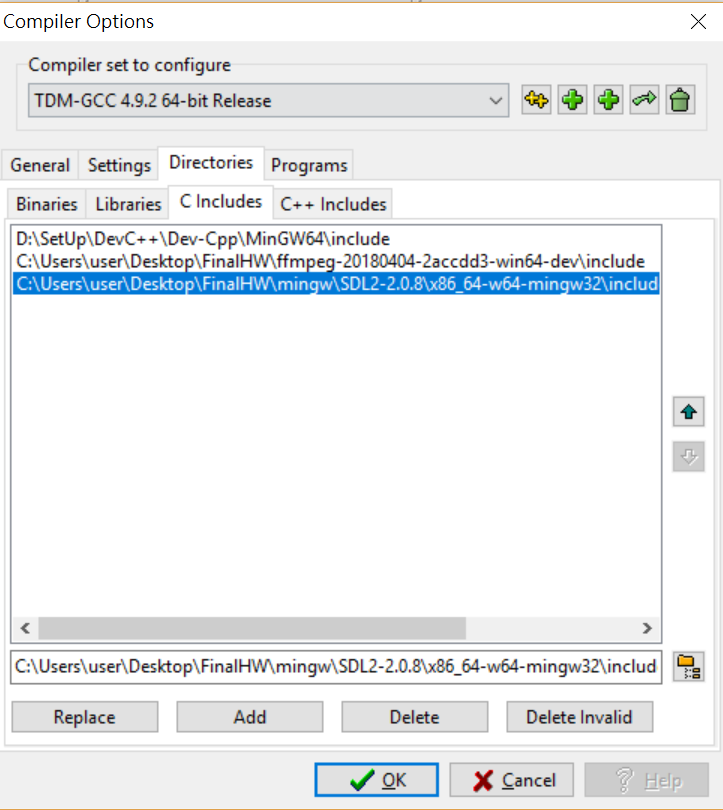 Compiler Options
Compiler set to configure
TDM-GCC 4.9.2 64-bit Release
General Settings Directories Programs
Binaries Libraries C Includes C++ Includes
D:\SetUp\DevC++\Dev-Cpp\MinGW64\include
C:\Users\user\Desktop\FinalHW\ffmpeg-20180404-2accdd3-win64-dev\include
C:\Users\user\Desktop\FinalHW\mingw\SDL2-2.0.8\x86_64-w64-mingw32\includ
C:\Users\user\Desktop\FinalHW\mingw\SDL2-2.0.8\x86_64-w64-mingw32\includ
Replace Add Delete Delete Invalid
OK Cancel Help